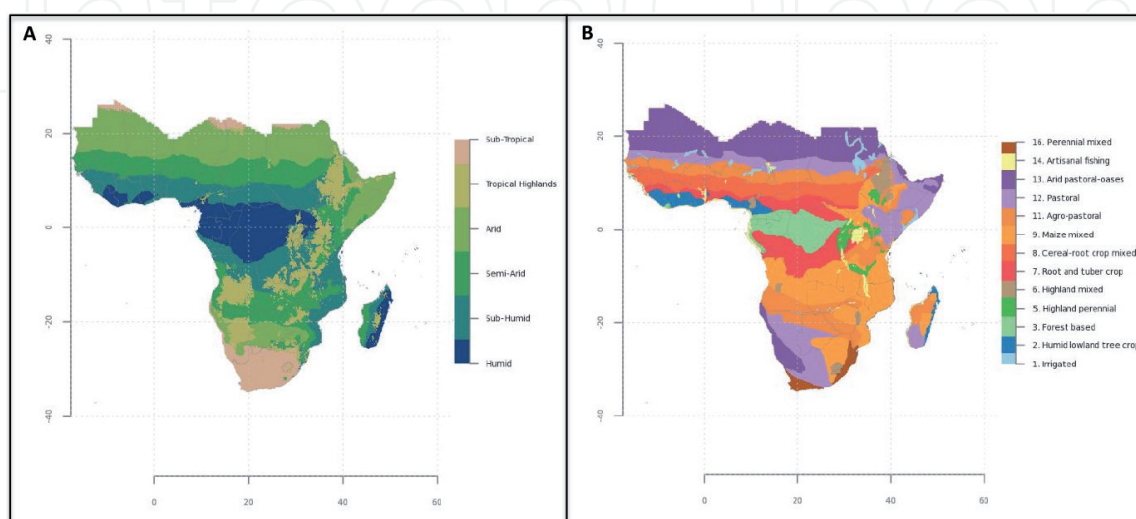 A
40
20
0
-20
-40
0
20
40
60
Sub-Tropical
Tropical Highlands
Arid
Semi-Arid
Sub-Humid
Humid
B
40
20
0
-20
-40
0
20
40
60
16. Perennial mixed
14. Artisanal fishing
13. Arid pastoral-oases
12. Pastoral
11. Agro-pastoral
9. Maize mixed
8. Cereal-root crop mixed
7. Root and tuber crop
6. Highland mixed
5. Highland perennial
3. Forest based
2. Humid lowland tree crop
1. Irrigated